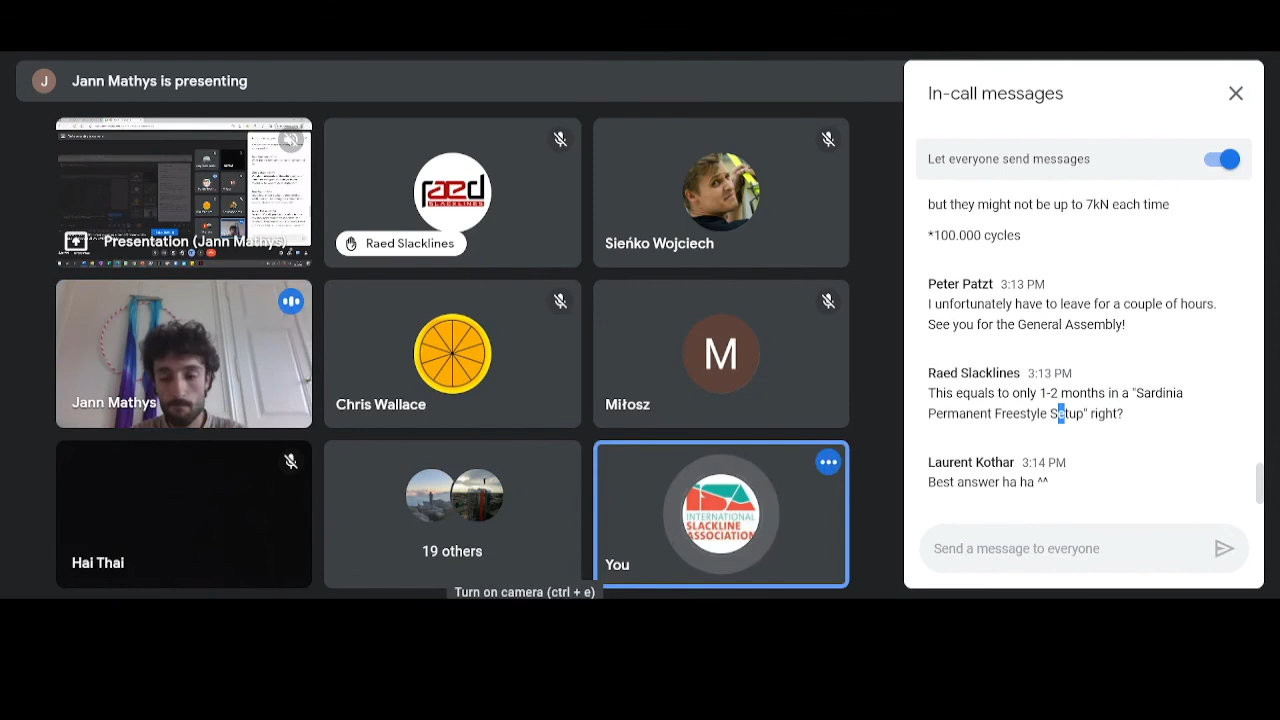 J
Jann Mathys is presenting
Presentation (Jann Mathys)
raed
SLACKLINES
Raed Slacklines
Sieńko Wojciech
Jann Mathys
Chris Wallace
M
Miłosz
Hai Thai
19 others
INTERNATIONAL
SLACKLINE
ASSOCIATION
You
Turn on camera (ctrl + e)
In-call messages
Let everyone send messages
but they might not be up to 7kN each time
*100.000 cycles
Peter Patzt 3:13 PM
I unfortunately have to leave for a couple of hours.
See you for the General Assembly!
Raed Slacklines 3:13 PM
This equals to only 1-2 months in a "Sardinia
Permanent Freestyle Setup" right?
Laurent Kothar 3:14 PM
Best answer ha ha ^^
Send a message to everyone